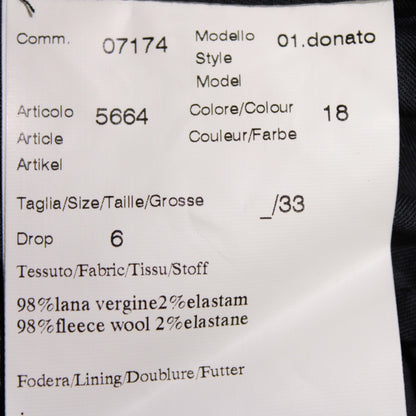 Comm. 07174 Modello 01.donato
Style
Model
Articolo 5664 Colore/Colour 18
Article Couleur/Farbe
Artikel
Taglia/Size/Taille/Grosse _/33
Drop 6
Tessuto/Fabric/Tissu/Stoff
98%lana vergine2%elastam
98%fleece wool 2%elastane
Fodera/Lining/Doublure/Futter